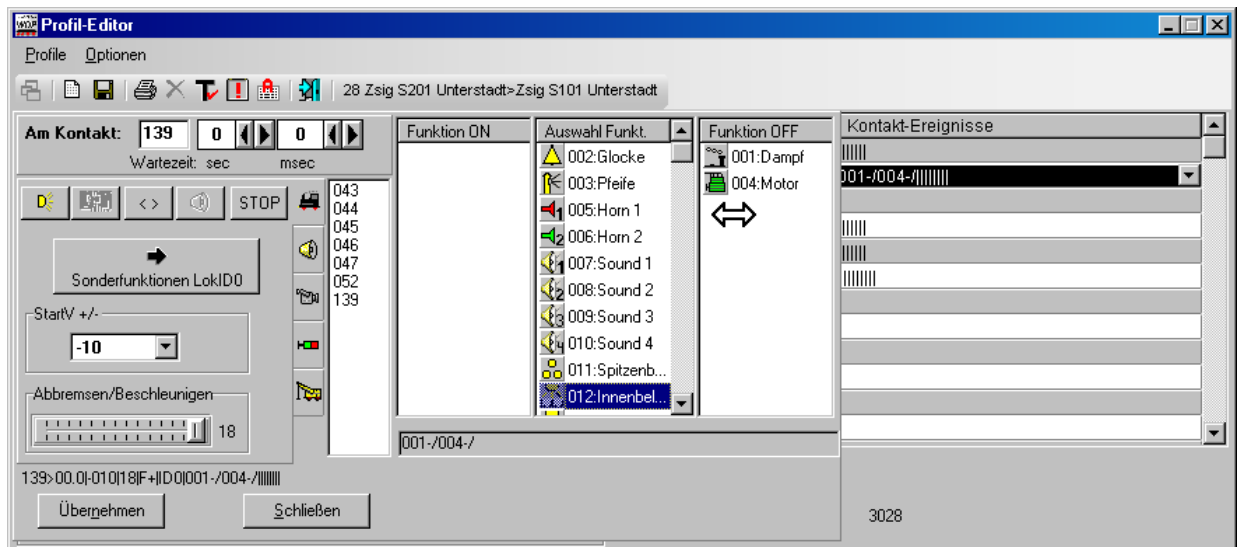 Profil-Editor
Profile Optionen
28 Zsig S201 Unterstadt>Zsig S101 Unterstadt
Am Kontakt: 139 0 0
Wartezeit: sec msec
D < > STOP
Sonderfunktionen LokID0
StartV +/-
-10
Abbremsen/Beschleunigen
18
043
044
045
046
047
052
139
Funktion ON
Auswahl Funkt.
002:Glocke
003:Pfeife
005:Horn 1
006:Horn 2
007:Sound 1
008:Sound 2
009:Sound 3
010:Sound 4
011:Spitzenb...
012:Innenbel...
Funktion OFF
001:Dampf
004:Motor
001-/004-/
Kontakt-Ereignisse
||||||
001-/004-/||||||||
||||||
||||||
||||||||
139>00.0|-010|18|F+|ID0|001-/004-/||||||||
Übernehmen Schließen
3028